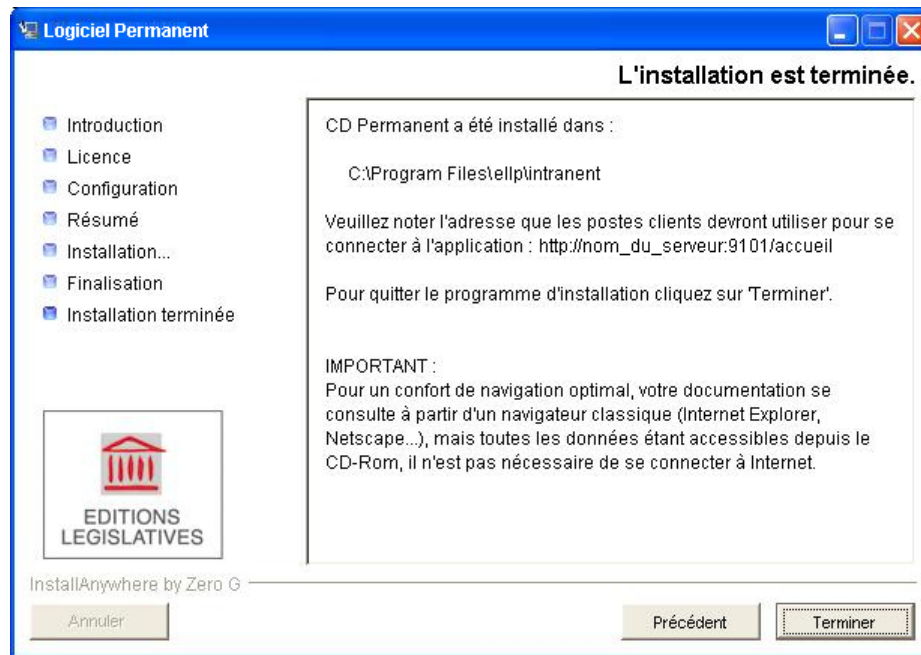 Logiciel Permanent
L'installation est terminée.
Introduction
Licence
Configuration
Résumé
Installation...
Finalisation
Installation terminée
CD Permanent a été installé dans :
C:\Program Files\ellp\intranent
Veuillez noter l'adresse que les postes clients devront utiliser pour se
connecter à l'application : http://nom_du_serveur:9101/accueil
Pour quitter le programme d'installation cliquez sur 'Terminer'.
IMPORTANT :
Pour un confort de navigation optimal, votre documentation se
consulte à partir d'un navigateur classique (Internet Explorer,
Netscape...), mais toutes les données étant accessibles depuis le
CD-Rom, il n'est pas nécessaire de se connecter à Internet.
EDITIONS
LEGISLATIVES
InstallAnywhere by Zero G
Annuler
Précédent
Terminer